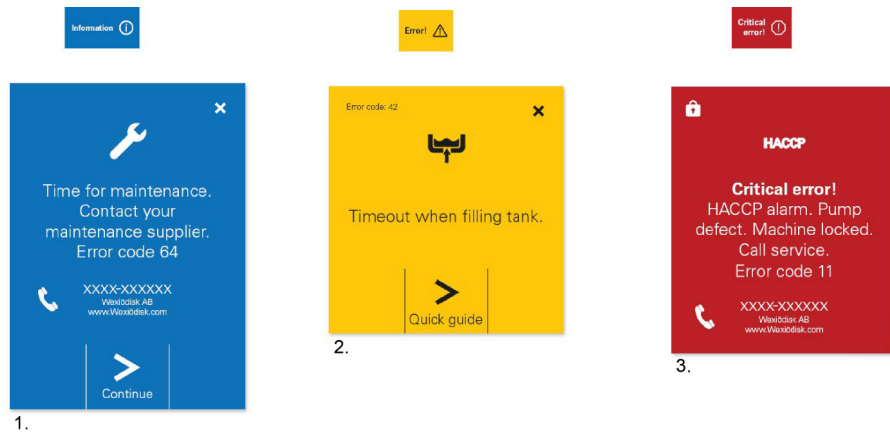 Information
Error!
Critical
error!
Time for maintenance.
Contact your
maintenance supplier.
Error code 64
XXXX-XXXXXX
Wexiödisk AB
www.Wexiödisk.com
Continue
1.
Error code: 42
Timeout when filling tank.
Quick guide
2.
HACCP
Critical error!
HACCP alarm. Pump
defect. Machine locked.
Call service.
Error code 11
XXXX-XXXXXX
Wexiödisk AB
www.Wexiödisk.com
3.